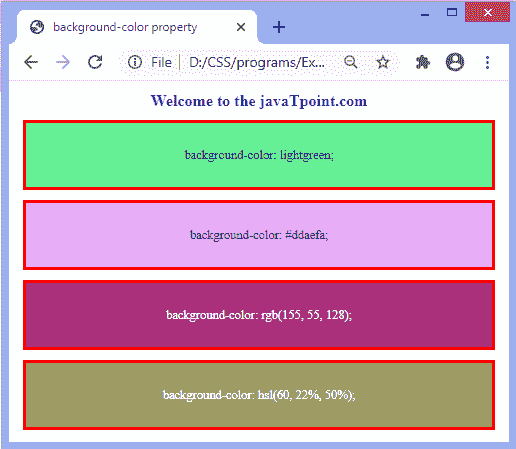 background-color property
File
D:/CSS/programs/Ex...
Welcome to the javaTpoint.com
background-color: lightgreen;
background-color: #ddaefa;
background-color: rgb(155, 55, 128);
background-color: hsl(60, 22%, 50%);